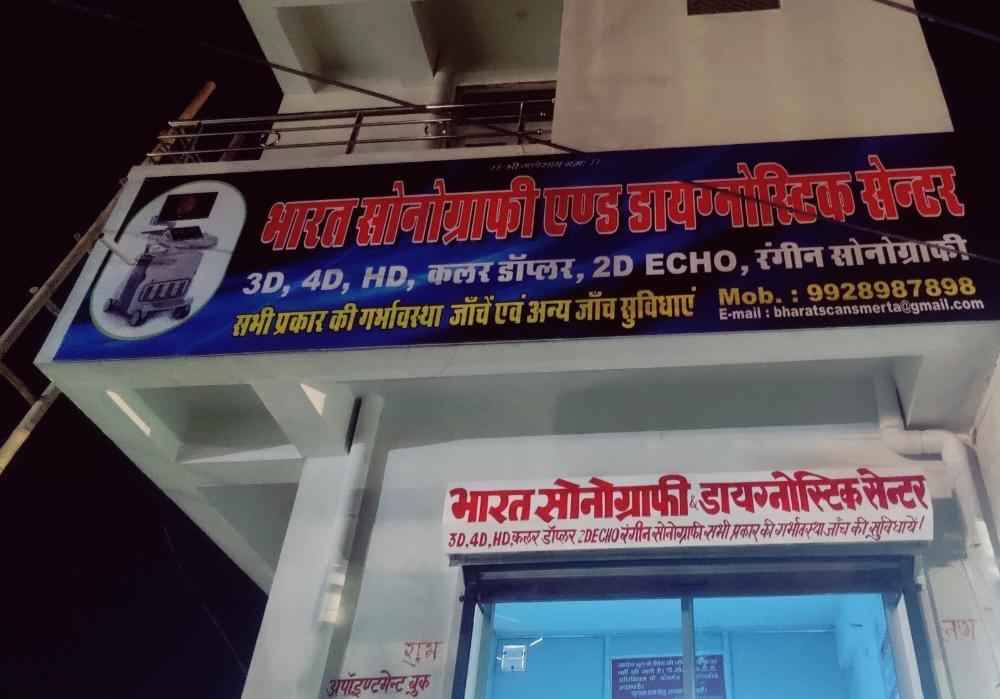 ।। श्री गणेशाय नमः ।।
भारत सोनोग्राफी एण्ड डायग्नोस्टिक सेन्टर
3D, 4D, HD, कलर डॉप्लर, 2D ECHO, रंगीन सोनोग्राफी
सभी प्रकार की गर्भावस्था जाँचें एवं अन्य जाँच सुविधाएं
Mob. : 9928987898
E-mail : bharatscansmerta@gmail.com
भारत सोनोग्राफी & डायग्नोस्टिक सेन्टर
3D,4D,HD,कलर डॉप्लर 2DECHO रंगीन सोनोग्राफी सभी प्रकार की गर्भावस्था जाँच की सुविधाये।
शुभ
लाभ
अपॉइण्टमेन्ट बुक